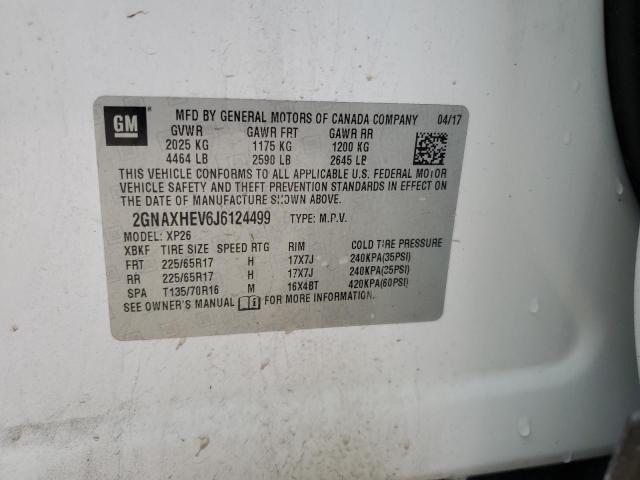 GM
MFD BY GENERAL MOTORS OF CANADA COMPANY 04/17
GVWR GAWR FRT GAWR RR
2025 KG 1175 KG 1200 KG
4464 LB 2590 LB 2645 LB
THIS VEHICLE CONFORMS TO ALL APPLICABLE U.S. FEDERAL MOTOR
VEHICLE SAFETY AND THEFT PREVENTION STANDARDS IN EFFECT ON
THE DATE OF MANUFACTURE SHOWN ABOVE.
2GNAXHEV6J6124499 TYPE: M.P.V.
MODEL: XP26
XBKF TIRE SIZE SPEED RTG RIM COLD TIRE PRESSURE
FRT 225/65R17 H 17X7J 240KPA(35PSI)
RR 225/65R17 H 17X7J 240KPA(35PSI)
SPA T135/70R16 M 16X4BT 420KPA(60PSI)
SEE OWNER'S MANUAL FOR MORE INFORMATION.